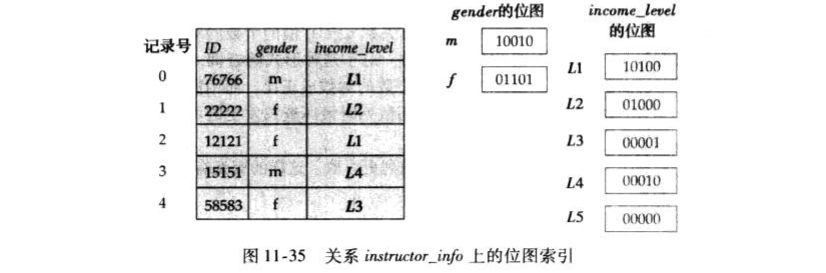 gender的位图
income_level
的位图
记录号 ID gender income_level
0 76766 m L1
1 22222 f L2
2 12121 f L1
3 15151 m L4
4 58583 f L3
m 10010
f 01101
L1 10100
L2 01000
L3 00001
L4 00010
L5 00000
图 11-35 关系 instructor_info 上的位图索引